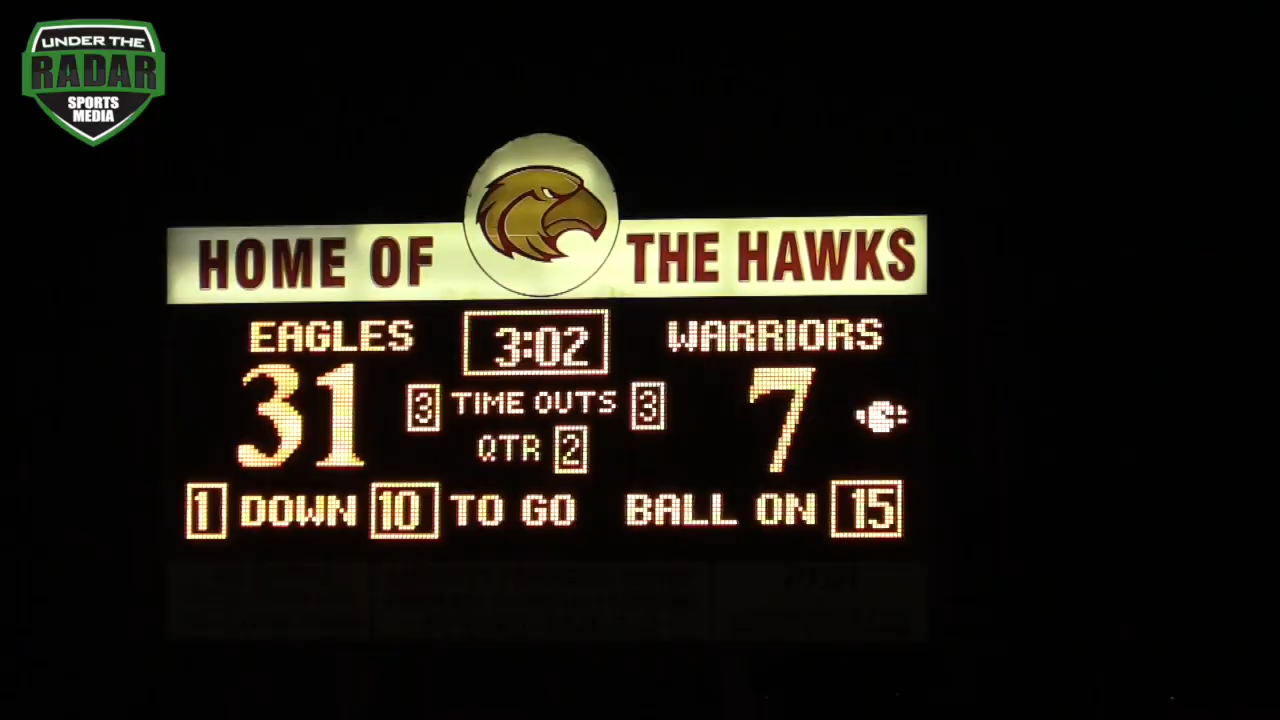 UNDER THE
RADAR
SPORTS
MEDIA
HOME OF THE HAWKS
EAGLES 3:02 WARRIORS
31 3 TIME OUTS 3 7
QTR 2
1 DOWN 10 TO GO BALL ON 15